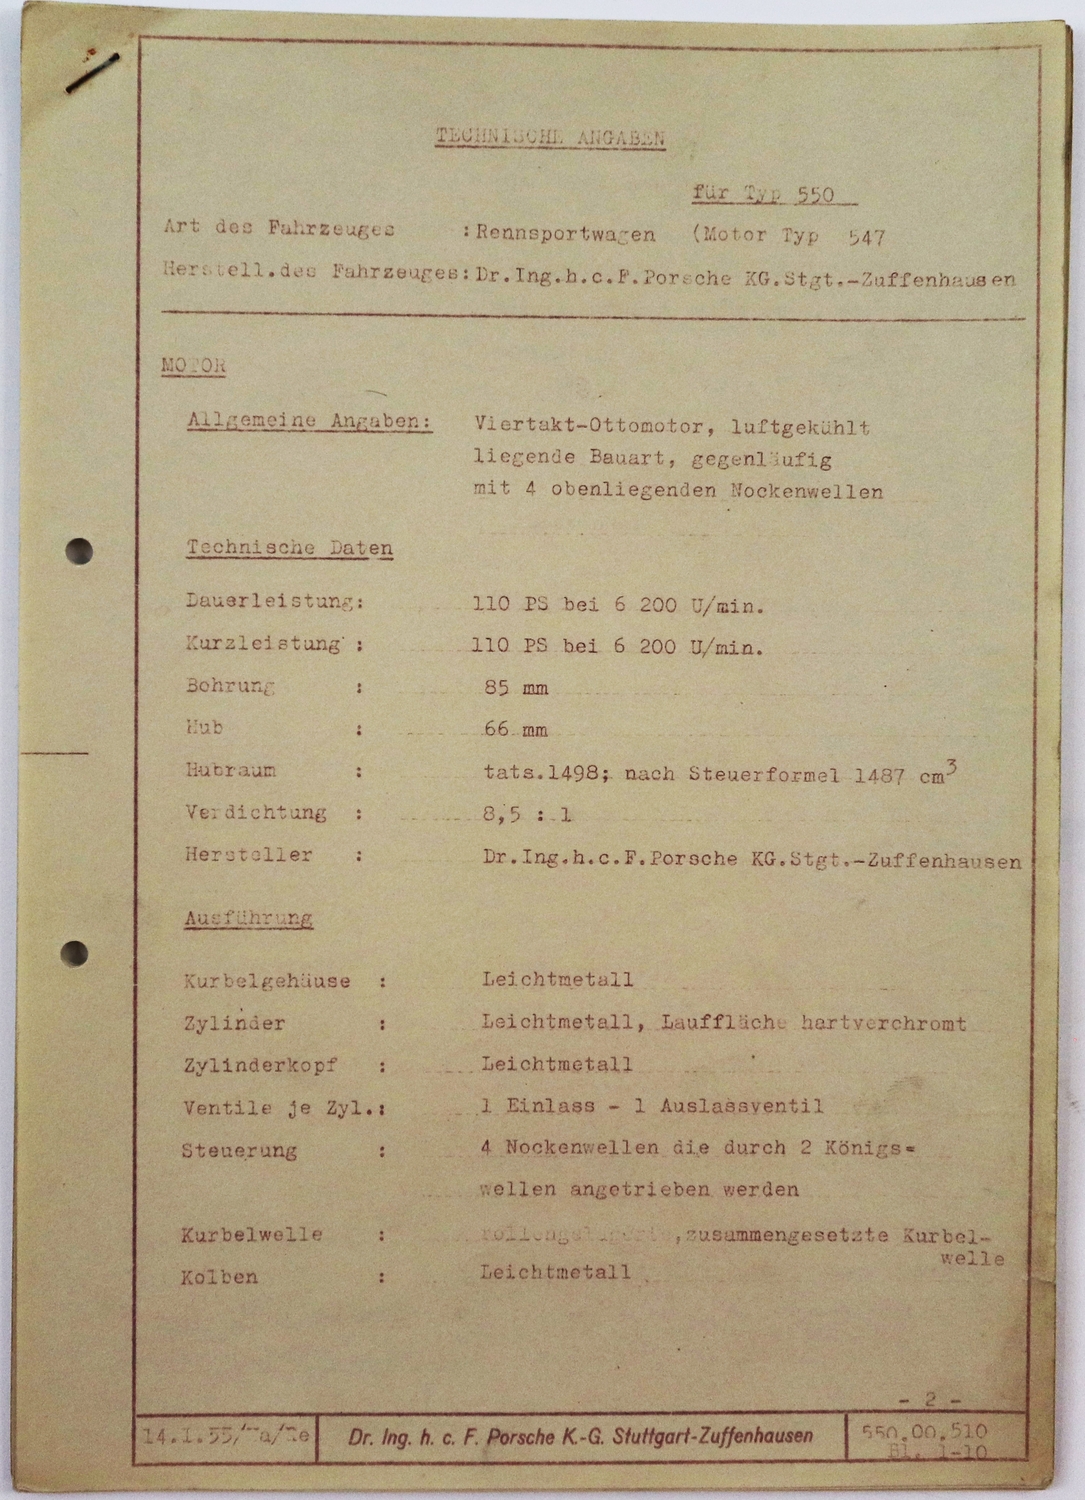 TECHNISCHE ANGABEN
für Typ 550
Art des Fahrzeuges : Rennsportwagen (Motor Typ 547
Herstell.des Fahrzeuges: Dr.Ing.h.c.F.Porsche KG.Stgt.-Zuffenhausen
MOTOR
Allgemeine Angaben: Viertakt-Ottomotor, luftgekühlt
liegende Bauart, gegenläufig
mit 4 obenliegenden Nockenwellen
Technische Daten
Dauerleistung: 110 PS bei 6 200 U/min.
Kurzleistung : 110 PS bei 6 200 U/min.
Bohrung : 85 mm
Hub : 66 mm
Hubraum : tats.1498; nach Steuerformel 1487 cm³
Verdichtung : 8,5 : 1
Hersteller : Dr.Ing.h.c.F.Porsche KG.Stgt.-Zuffenhausen
Ausführung
Kurbelgehäuse : Leichtmetall
Zylinder : Leichtmetall, Lauffläche hartverchromt
Zylinderkopf : Leichtmetall
Ventile je Zyl.: 1 Einlass - 1 Auslassventil
Steuerung : 4 Nockenwellen die durch 2 Königs=
wellen angetrieben werden
Kurbelwelle : rollengelagerte,zusammengesetzte Kurbel-
welle
Kolben : Leichtmetall
- 2 -
14.I.55/ Dr. Ing. h. c. F. Porsche K.-G. Stuttgart-Zuffenhausen 550.00.510
Bl. 1-10